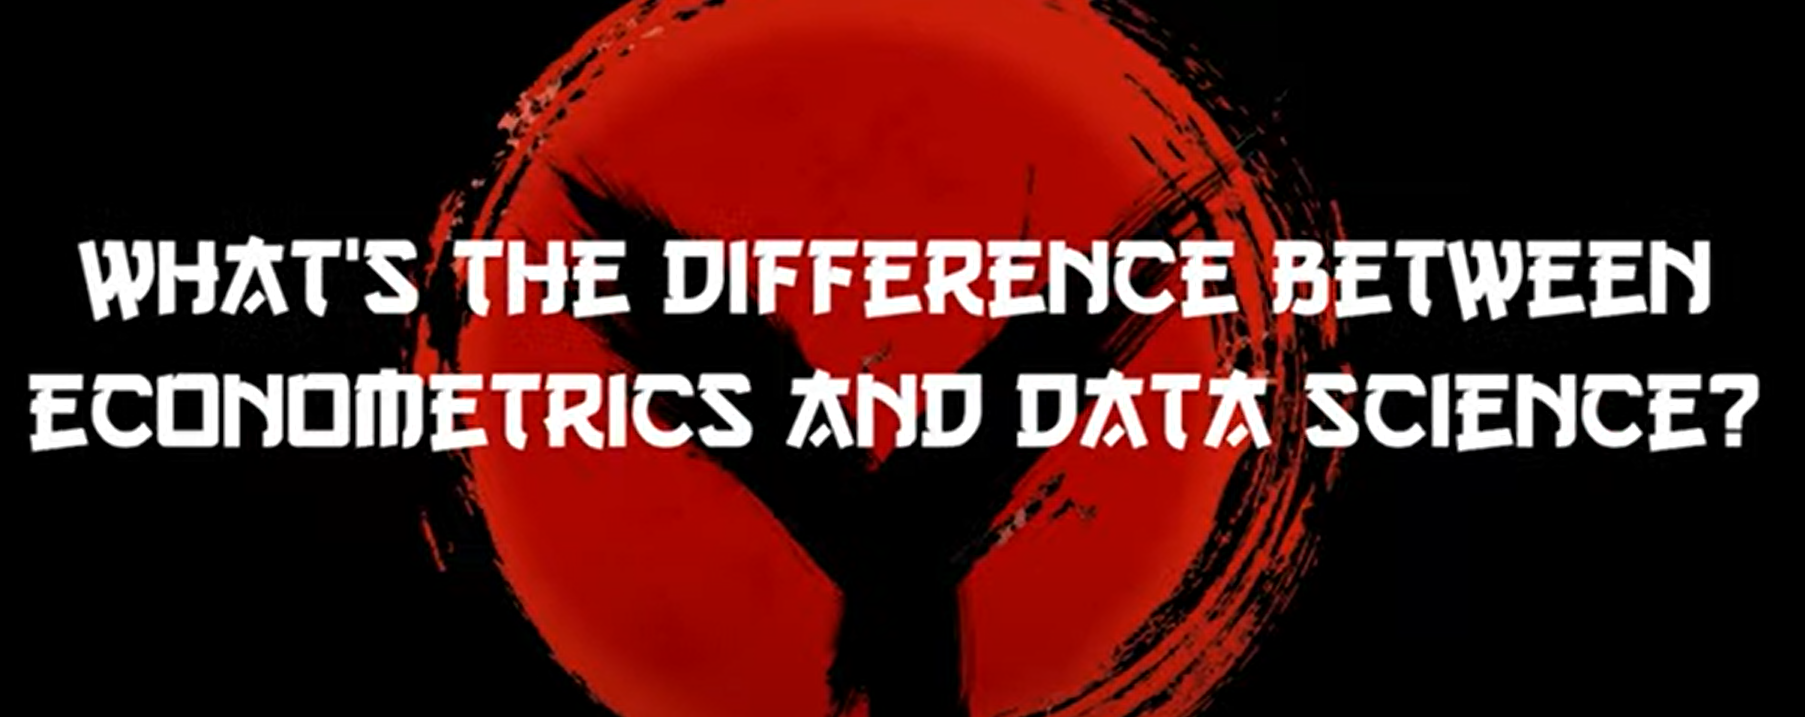 WHAT'S THE DIFFERENCE BETWEEN
ECONOMETRICS AND DATA SCIENCE?